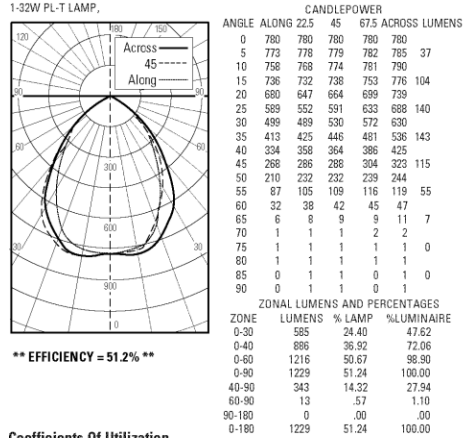 1-32W PL-T LAMP,
180 150
120
90 90
60 60
300
600
30 30
900
0
Across
45
Along
** EFFICIENCY = 51.2% **
CANDLEPOWER
ANGLE ALONG 22.5 45 67.5 ACROSS LUMENS
0 780 780 780 780 780
5 773 778 779 782 785 37
10 758 768 774 781 790
15 736 732 738 753 776 104
20 680 647 664 699 739
25 589 552 591 633 688 140
30 499 489 530 572 630
35 413 425 446 481 536 143
40 334 358 364 386 425
45 268 286 288 304 323 115
50 210 232 232 239 244
55 87 105 109 116 119 55
60 32 38 42 45 47
65 6 8 9 9 11 7
70 1 1 1 2 2
75 1 1 1 1 1 0
80 1 1 1 1 1
85 0 1 1 0 1 0
90 0 1 1 0 1
ZONAL LUMENS AND PERCENTAGES
ZONE LUMENS % LAMP %LUMINAIRE
0-30 585 24.40 47.62
0-40 886 36.92 72.06
0-60 1216 50.67 98.90
0-90 1229 51.24 100.00
40-90 343 14.32 27.94
60-90 13 .57 1.10
90-180 0 .00 .00
0-180 1229 51.24 100.00
Coefficients Of Utilization